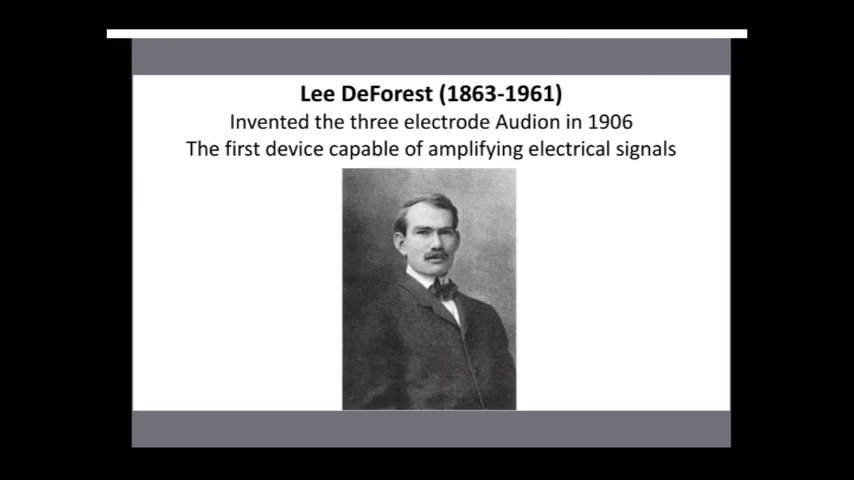 Lee DeForest (1863-1961)
Invented the three electrode Audion in 1906
The first device capable of amplifying electrical signals